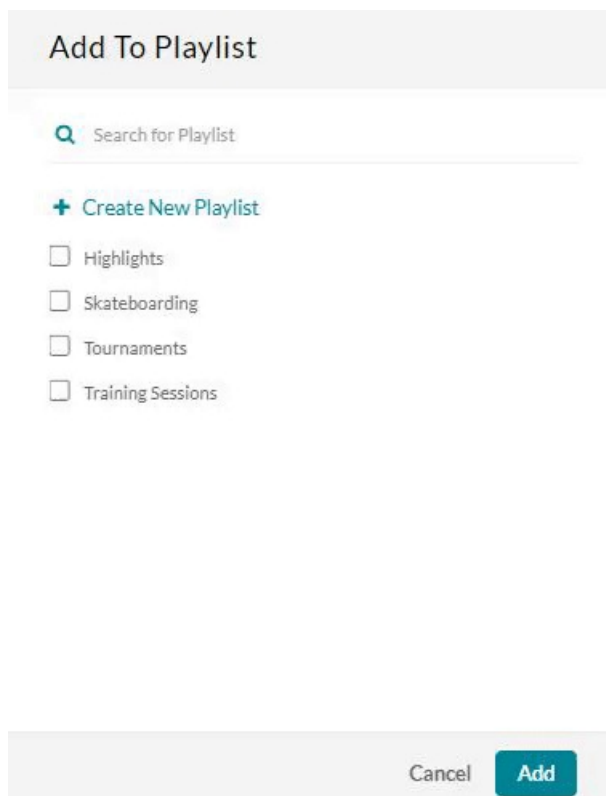 Add To Playlist
Search for Playlist
Create New Playlist
Highlights
Skateboarding
Tournaments
Training Sessions
Cancel Add